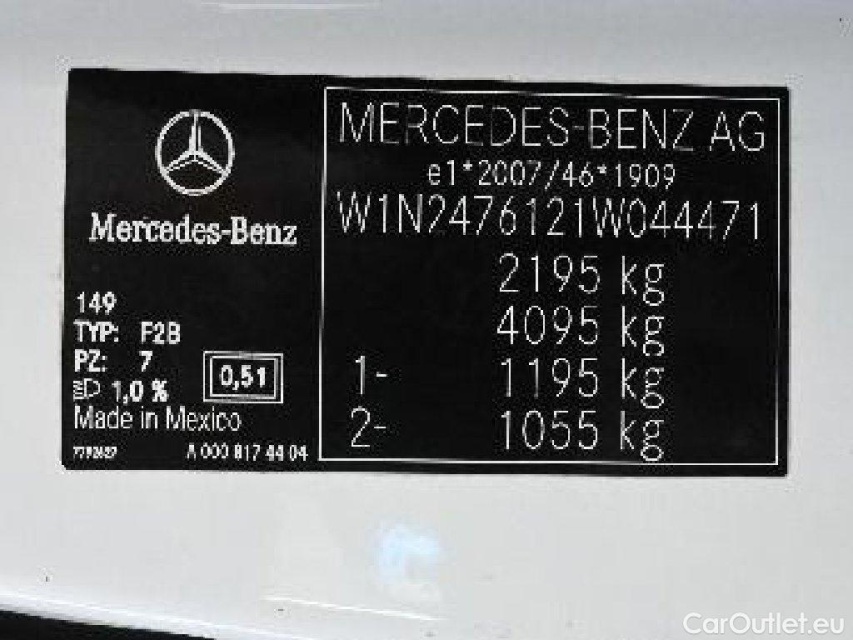 Mercedes-Benz
149
TYP: F2B
PZ: 7
1,0 %
0,51
Made in Mexico
A 000 817 44 04
MERCEDES-BENZ AG
e1*2007/46*1909
W1N2476121W044471
2195 kg
4095 kg
1- 1195 kg
2- 1055 kg
CarOutlet.eu